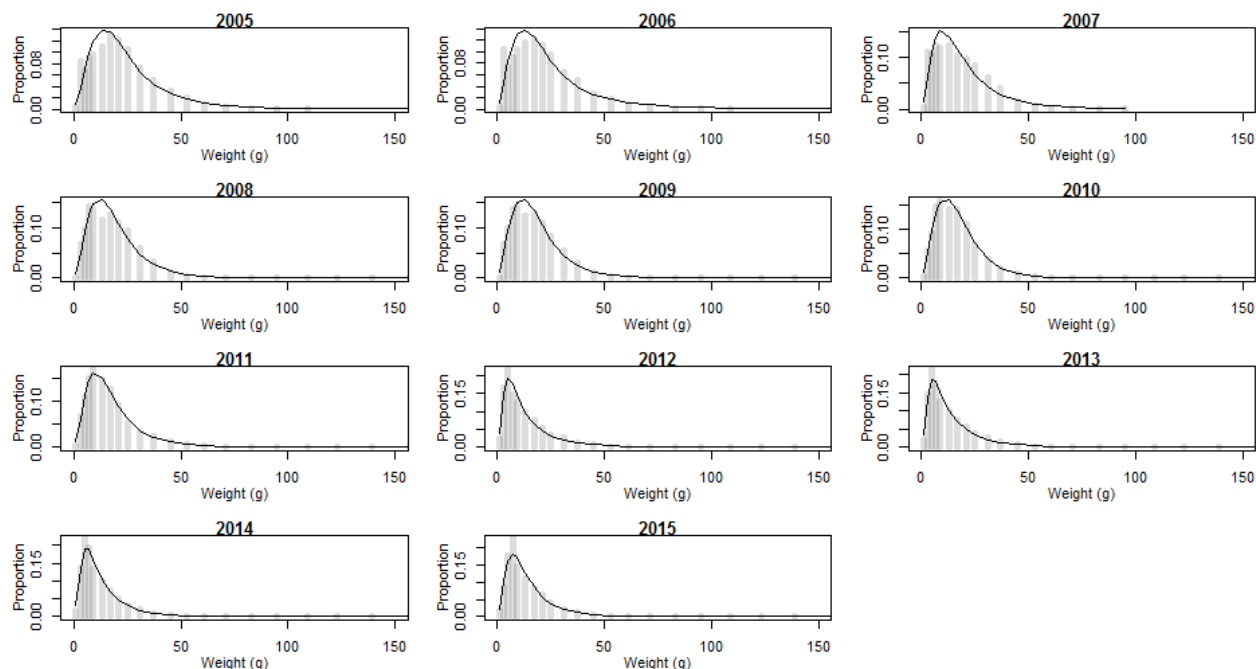 2005 2006 2007
Proportion 0.00 0.08 Proportion 0.00 0.08 Proportion 0.00 0.10
0 50 100 150 0 50 100 150 0 50 100 150
Weight (g) Weight (g) Weight (g)
2008 2009 2010
Proportion 0.00 0.10 Proportion 0.00 0.10 Proportion 0.00 0.10
0 50 100 150 0 50 100 150 0 50 100 150
Weight (g) Weight (g) Weight (g)
2011 2012 2013
Proportion 0.00 0.10 Proportion 0.00 0.15 Proportion 0.00 0.15
0 50 100 150 0 50 100 150 0 50 100 150
Weight (g) Weight (g) Weight (g)
2014 2015
Proportion 0.00 0.15 Proportion 0.00 0.15
0 50 100 150 0 50 100 150
Weight (g) Weight (g)